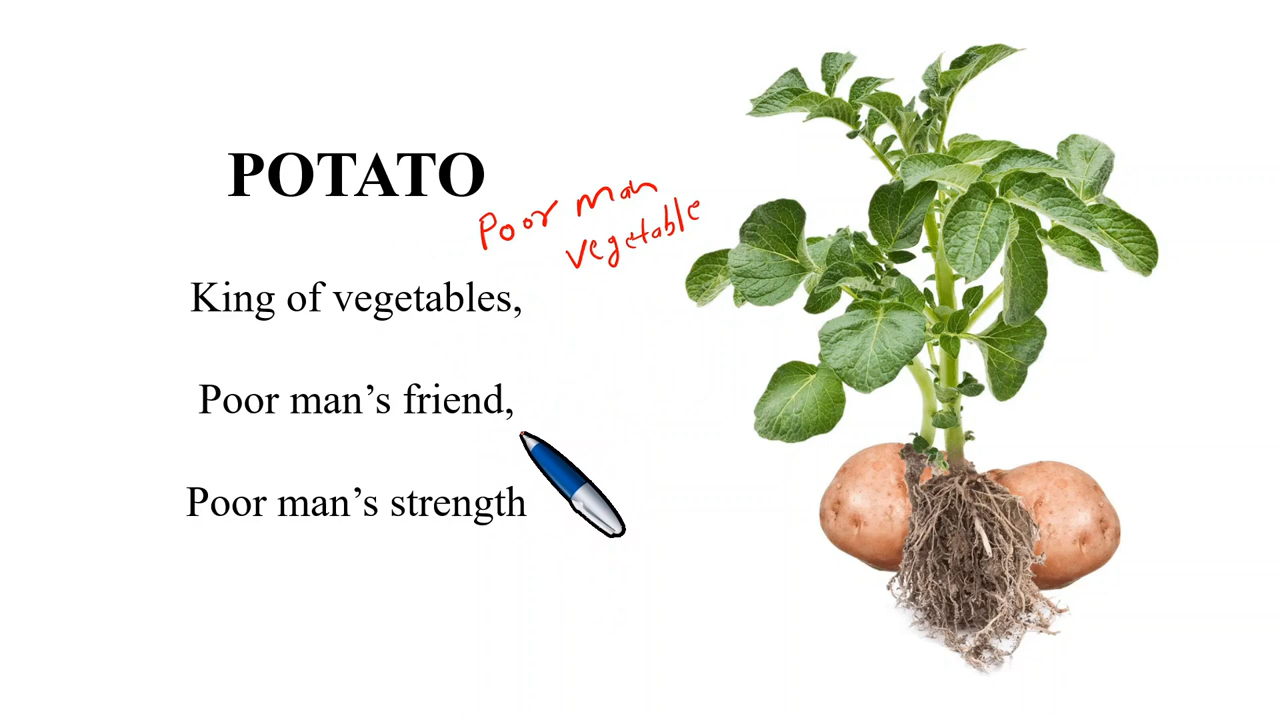 POTATO
Poor man
vegetable
King of vegetables,
Poor man’s friend,
Poor man’s strength